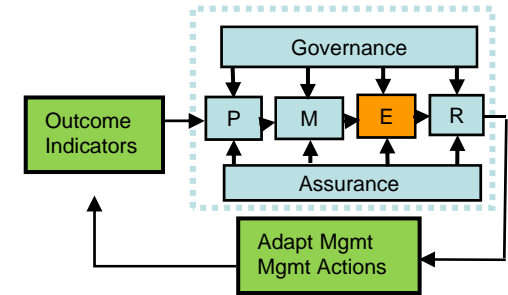 Governance
Outcome
Indicators
P
M
E
R
Assurance
Adapt Mgmt
Mgmt Actions